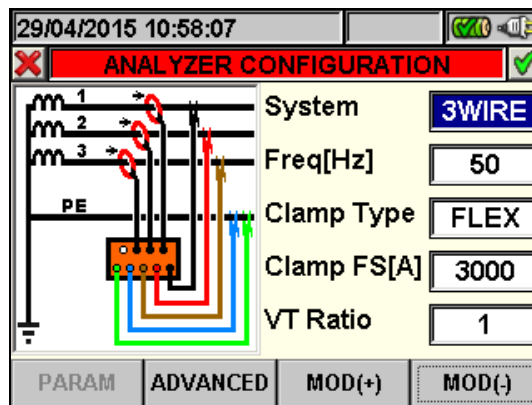 29/04/2015 10:58:07
ANALYZER CONFIGURATION
1
2
3
PE
System 3WIRE
Freq[Hz] 50
Clamp Type FLEX
Clamp FS[A] 3000
VT Ratio 1
PARAM ADVANCED MOD(+) MOD(-)